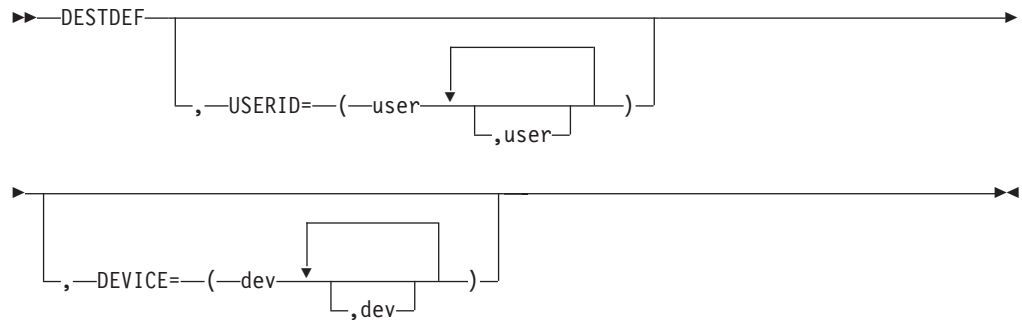 DESTDEF
, USERID= ( user )
,user
, DEVICE= ( dev )
,dev